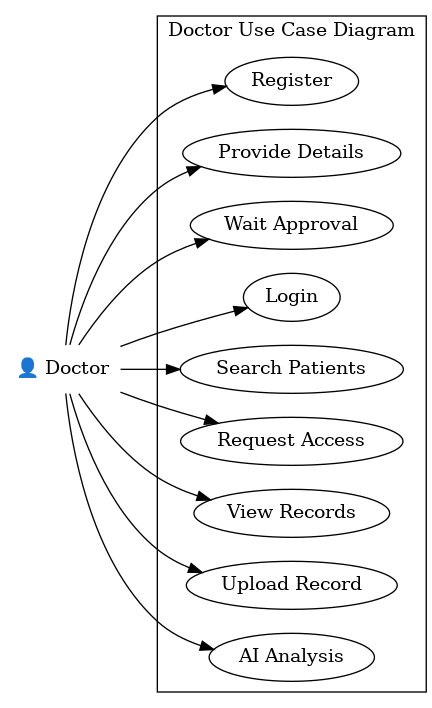 Doctor Use Case Diagram
Register
Provide Details
Wait Approval
Login
👤 Doctor
Search Patients
Request Access
View Records
Upload Record
AI Analysis